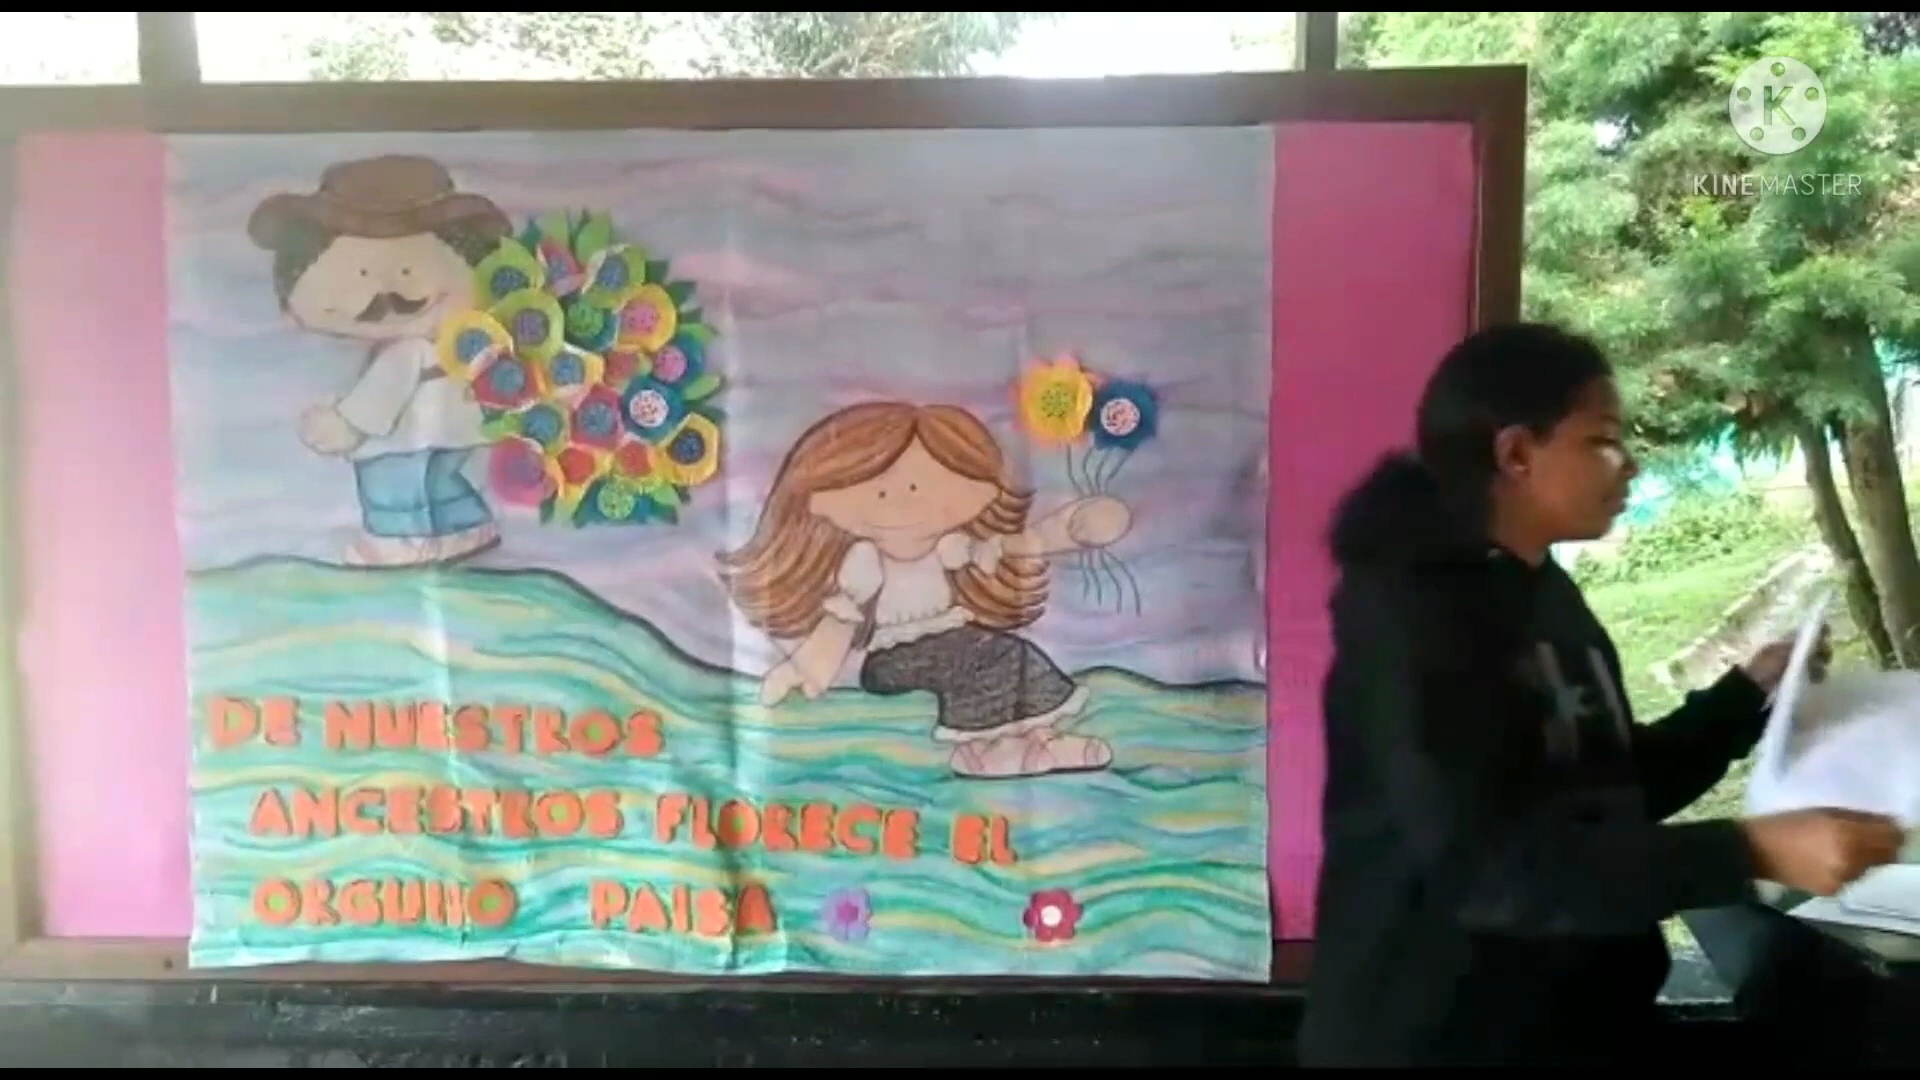 K
KINEMASTER
DE NUESTROS
ANCESTROS FLORECE EL
ORGULLO PAISA